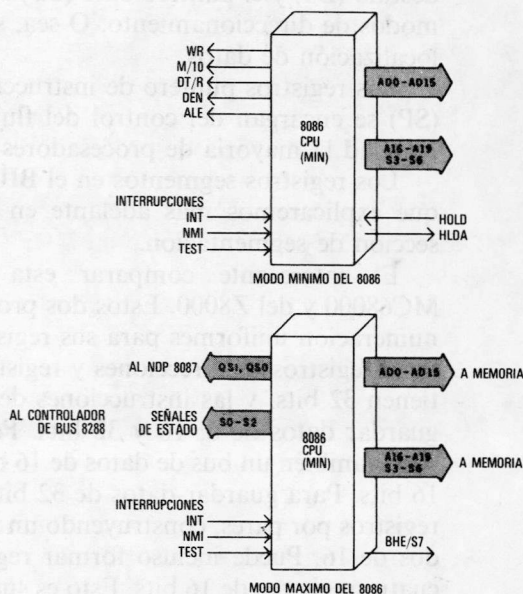 WR
M/10
DT/R
DEN
ALE
AD0-AD15
8086
CPU
(MIN)
A16-A19
S3-S6
INTERRUPCIONES
INT
NMI
TEST
HOLD
HLDA
MODO MINIMO DEL 8086
AL NDP 8087
QS1, QS0
AD0-AD15
A MEMORIA
AL CONTROLADOR
DE BUS 8288
SEÑALES
DE ESTADO
S0-S2
8086
CPU
(MIN)
A16-A19
S3-S6
A MEMORIA
INTERRUPCIONES
INT
NMI
TEST
BHE/S7
MODO MAXIMO DEL 8086